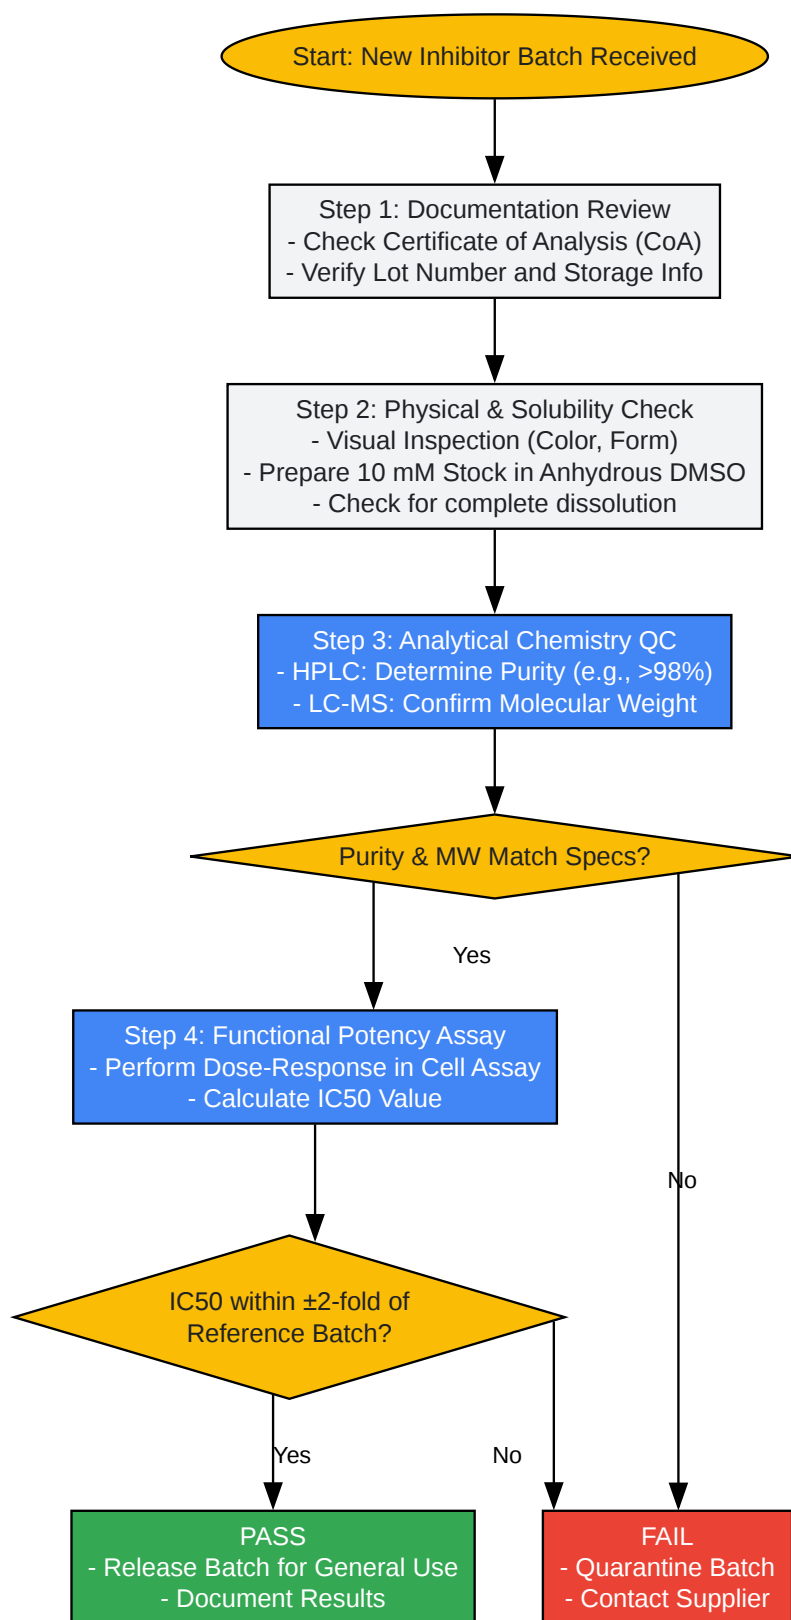 Start: New Inhibitor Batch Received
Step 1: Documentation Review
- Check Certificate of Analysis (CoA)
- Verify Lot Number and Storage Info
Step 2: Physical & Solubility Check
- Visual Inspection (Color, Form)
- Prepare 10 mM Stock in Anhydrous DMSO
- Check for complete dissolution
Step 3: Analytical Chemistry QC
- HPLC: Determine Purity (e.g., >98%)
- LC-MS: Confirm Molecular Weight
Purity & MW Match Specs?
Yes
Step 4: Functional Potency Assay
- Perform Dose-Response in Cell Assay
- Calculate IC50 Value
No
IC50 within ±2-fold of
Reference Batch?
Yes
No
PASS
- Release Batch for General Use
- Document Results
FAIL
- Quarantine Batch
- Contact Supplier